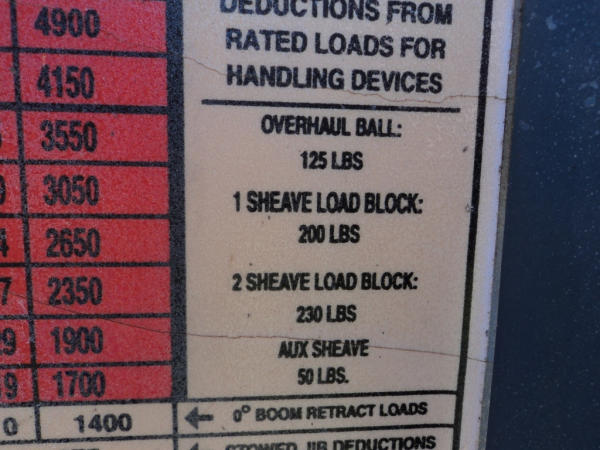 DEDUCTIONS FROM
RATED LOADS FOR
HANDLING DEVICES
OVERHAUL BALL:
125 LBS
1 SHEAVE LOAD BLOCK:
200 LBS
2 SHEAVE LOAD BLOCK:
230 LBS
AUX SHEAVE
50 LBS.
4900
4150
3550
3050
2650
2350
1900
1700
0 1400 0° BOOM RETRACT LOADS
STOWED JIB DEDUCTIONS